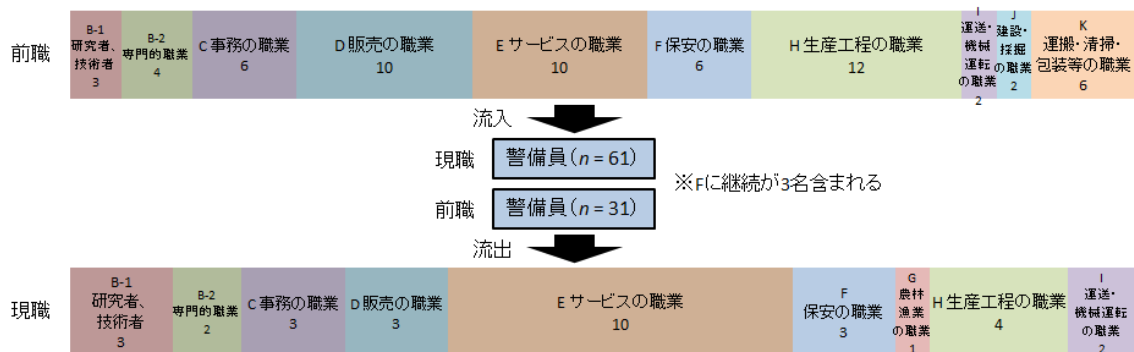 前職
B-1
研究者、
技術者
3
B-2
専門的職業
4
C 事務の職業
6
D 販売の職業
10
E サービスの職業
10
F 保安の職業
6
H 生産工程の職業
12
I
運送・
機械
運転
の職業
2
J
建設・
採掘
の職業
2
K
運搬・清掃・
包装等の職業
6
流入
現職
警備員（n = 61）
※Fに継続が3名含まれる
前職
警備員（n = 31）
流出
現職
B-1
研究者、
技術者
3
B-2
専門的職業
2
C 事務の職業
3
D 販売の職業
3
E サービスの職業
10
F
保安の職業
3
G
農林
漁業
の職業
1
H 生産工程の職業
4
I
運送・
機械運転
の職業
2